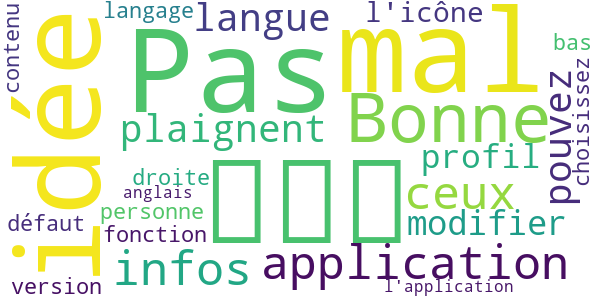 contenu
idée
langage
langue
l'icône
Pas
mal
bas
plaignent
Bonne
pouvez
choisissez
profil
droite
anglais
ceux
personne
défaut
fonction
modifier
infos
application
version
l'application